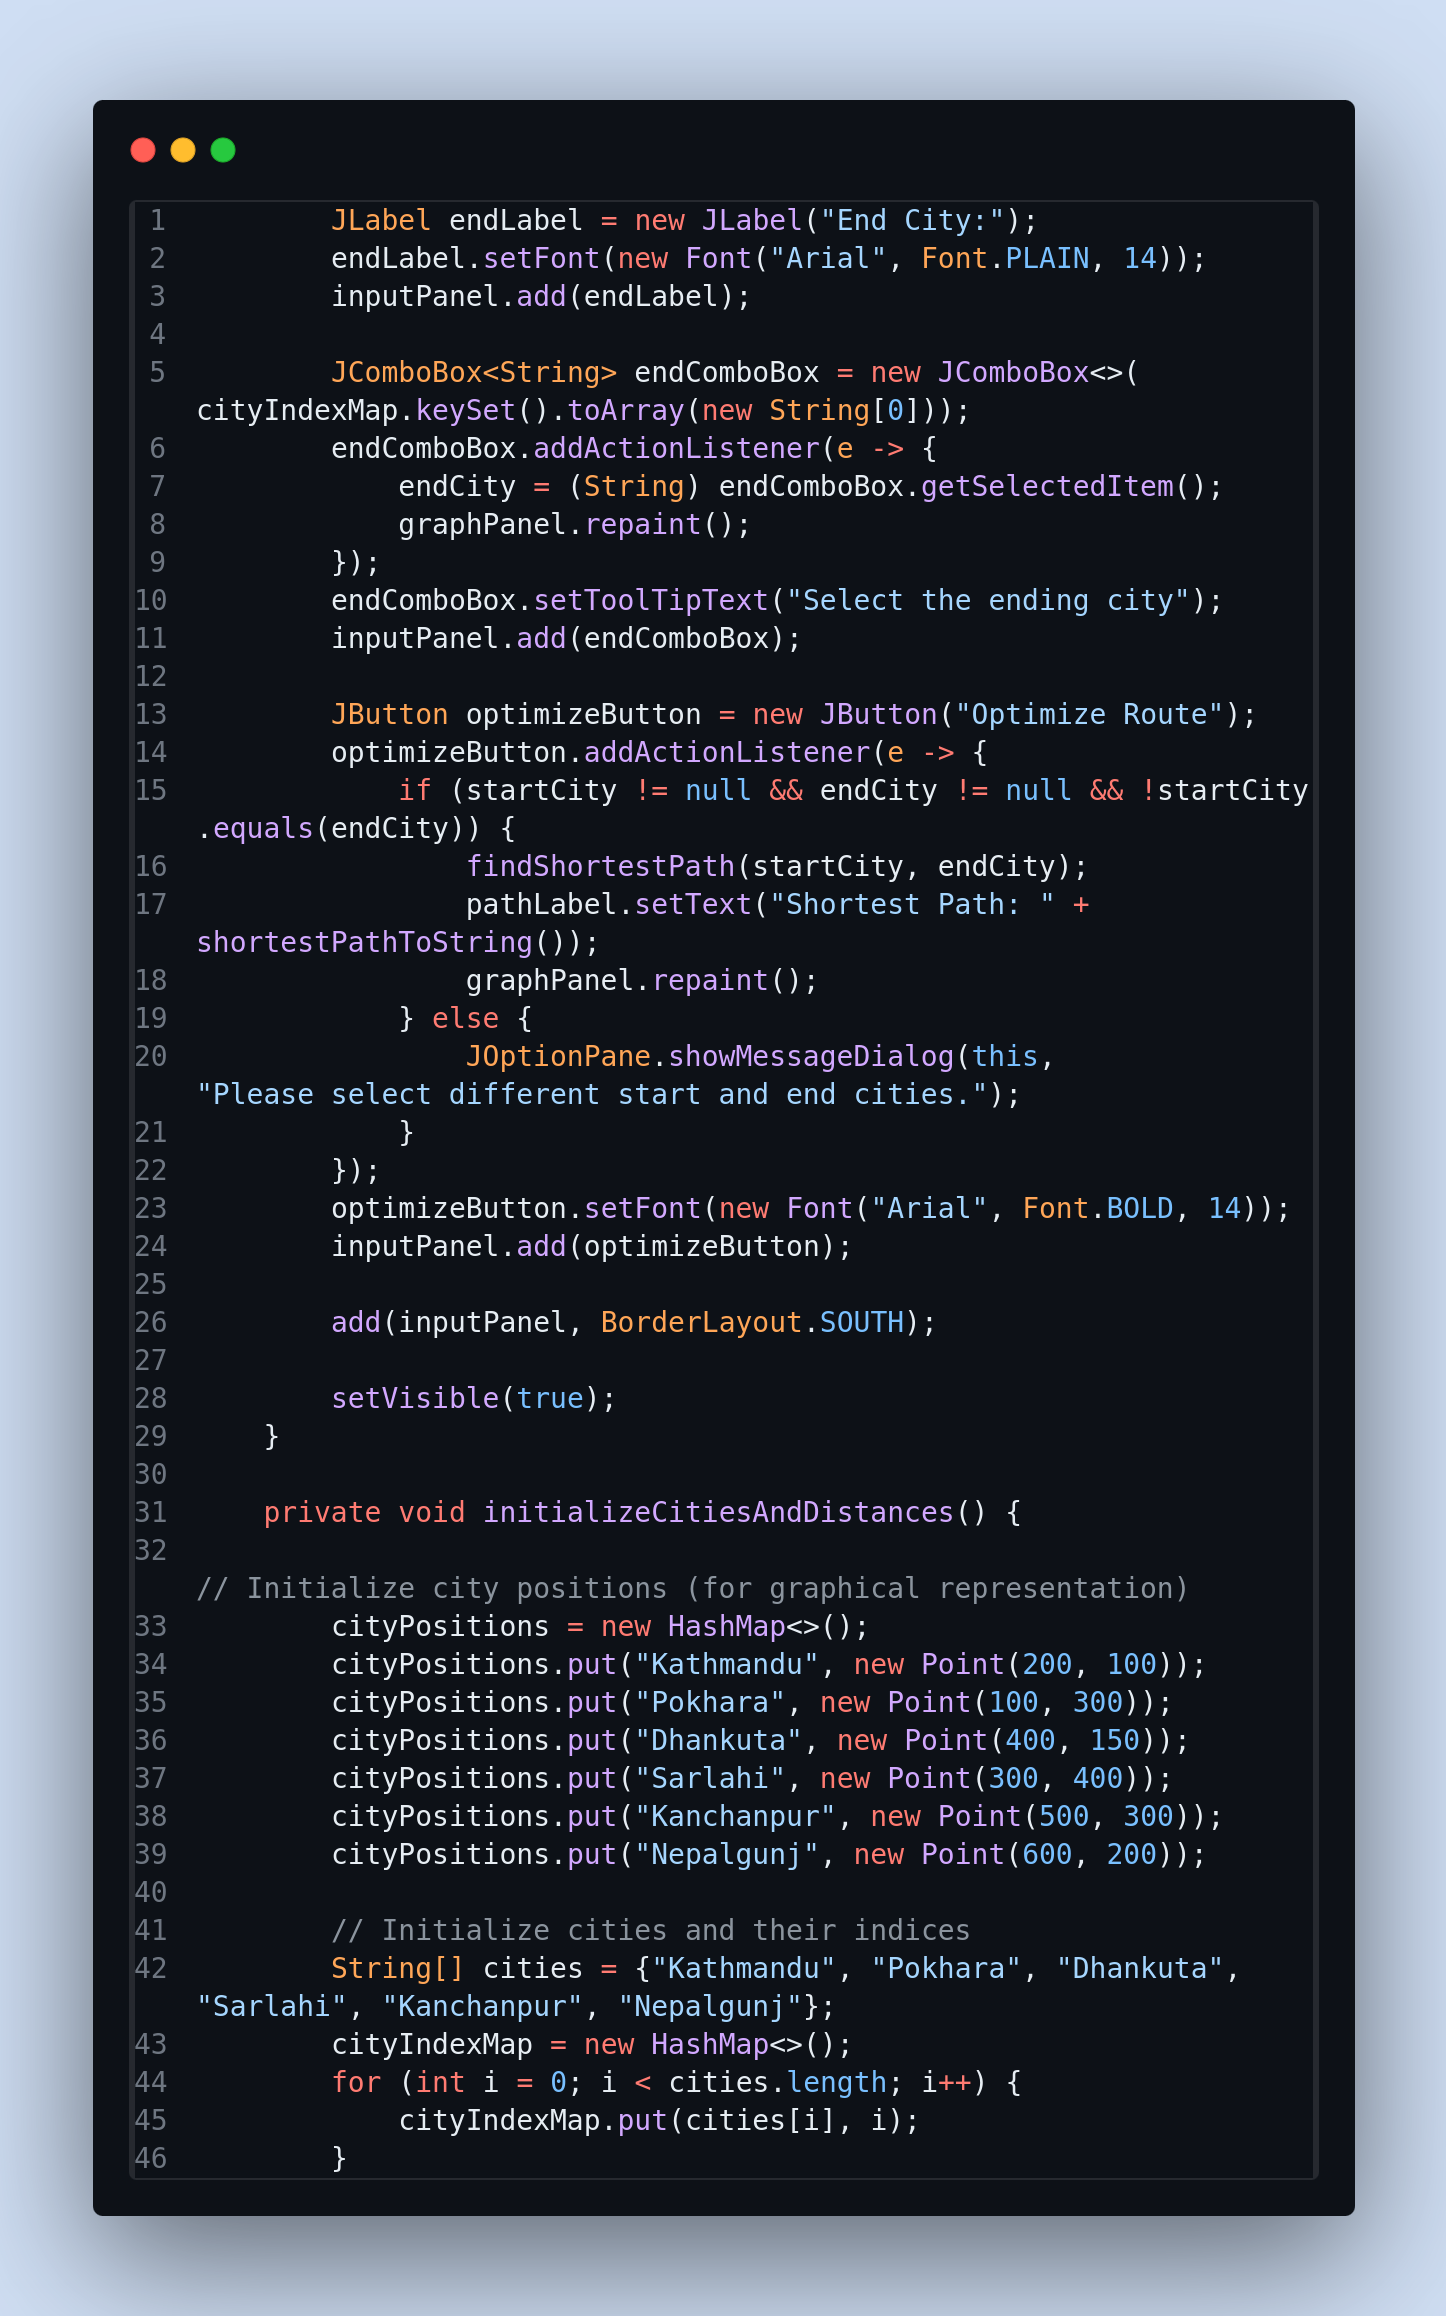 1         JLabel endLabel = new JLabel("End City:");
2         endLabel.setFont(new Font("Arial", Font.PLAIN, 14));
3         inputPanel.add(endLabel);
4
5         JComboBox<String> endComboBox = new JComboBox<>(
cityIndexMap.keySet().toArray(new String[0]));
6         endComboBox.addActionListener(e -> {
7             endCity = (String) endComboBox.getSelectedItem();
8             graphPanel.repaint();
9         });
10         endComboBox.setToolTipText("Select the ending city");
11         inputPanel.add(endComboBox);
12
13         JButton optimizeButton = new JButton("Optimize Route");
14         optimizeButton.addActionListener(e -> {
15             if (startCity != null && endCity != null && !startCity
.equals(endCity)) {
16                 findShortestPath(startCity, endCity);
17                 pathLabel.setText("Shortest Path: " +
shortestPathToString());
18                 graphPanel.repaint();
19             } else {
20                 JOptionPane.showMessageDialog(this,
"Please select different start and end cities.");
21             }
22         });
23         optimizeButton.setFont(new Font("Arial", Font.BOLD, 14));
24         inputPanel.add(optimizeButton);
25
26         add(inputPanel, BorderLayout.SOUTH);
27
28         setVisible(true);
29     }
30
31     private void initializeCitiesAndDistances() {
32
// Initialize city positions (for graphical representation)
33         cityPositions = new HashMap<>();
34         cityPositions.put("Kathmandu", new Point(200, 100));
35         cityPositions.put("Pokhara", new Point(100, 300));
36         cityPositions.put("Dhankuta", new Point(400, 150));
37         cityPositions.put("Sarlahi", new Point(300, 400));
38         cityPositions.put("Kanchanpur", new Point(500, 300));
39         cityPositions.put("Nepalgunj", new Point(600, 200));
40
41         // Initialize cities and their indices
42         String[] cities = {"Kathmandu", "Pokhara", "Dhankuta",
"Sarlahi", "Kanchanpur", "Nepalgunj"};
43         cityIndexMap = new HashMap<>();
44         for (int i = 0; i < cities.length; i++) {
45             cityIndexMap.put(cities[i], i);
46         }